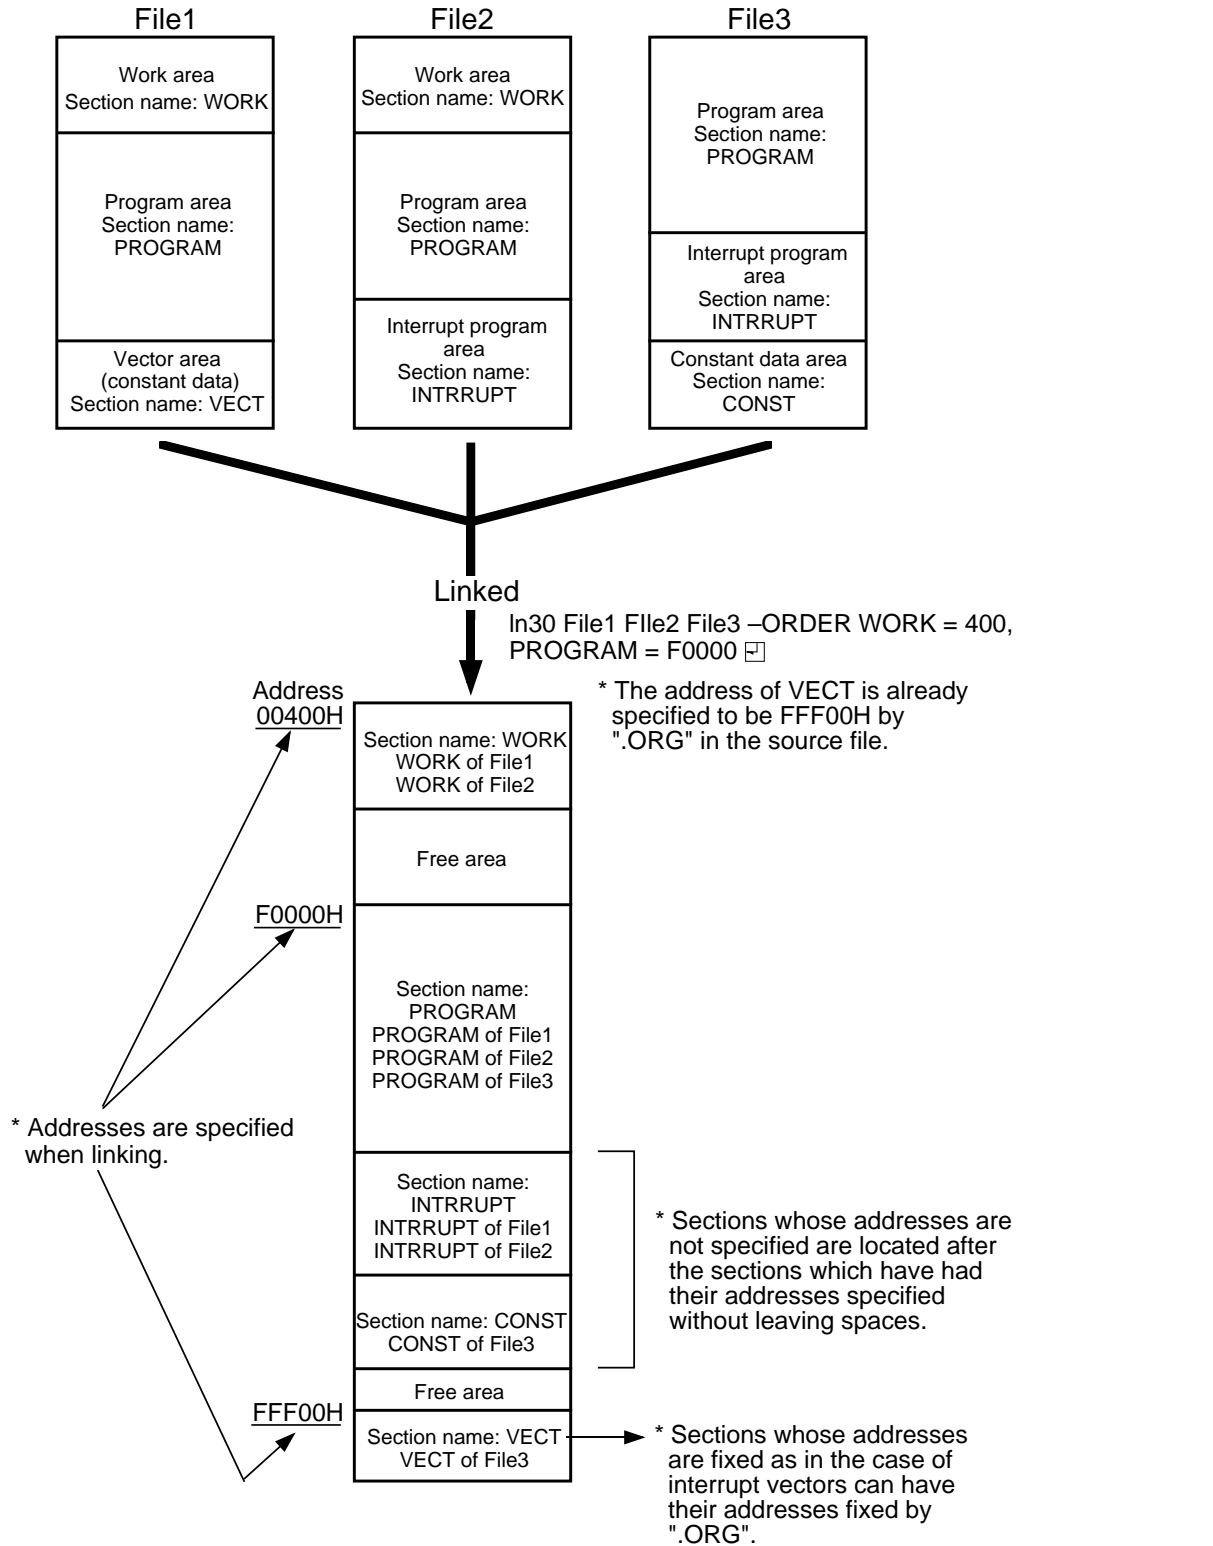 File1
File2
File3
Work area
Section name: WORK
Program area
Section name:
PROGRAM
Vector area
(constant data)
Section name: VECT
Work area
Section name: WORK
Program area
Section name:
PROGRAM
Interrupt program
area
Section name:
INTRRUPT
Program area
Section name:
PROGRAM
Interrupt program
area
Section name:
INTRRUPT
Constant data area
Section name:
CONST
Linked
ln30 File1 FIle2 File3 –ORDER WORK = 400,
PROGRAM = F0000
* The address of VECT is already
specified to be FFF00H by
".ORG" in the source file.
Address
00400H
Section name: WORK
WORK of File1
WORK of File2
Free area
F0000H
Section name:
PROGRAM
PROGRAM of File1
PROGRAM of File2
PROGRAM of File3
* Addresses are specified
when linking.
Section name:
INTRRUPT
INTRRUPT of File1
INTRRUPT of File2
Section name: CONST
CONST of File3
* Sections whose addresses are
not specified are located after
the sections which have had
their addresses specified
without leaving spaces.
Free area
FFF00H
Section name: VECT
VECT of File3
* Sections whose addresses
are fixed as in the case of
interrupt vectors can have
their addresses fixed by
".ORG".